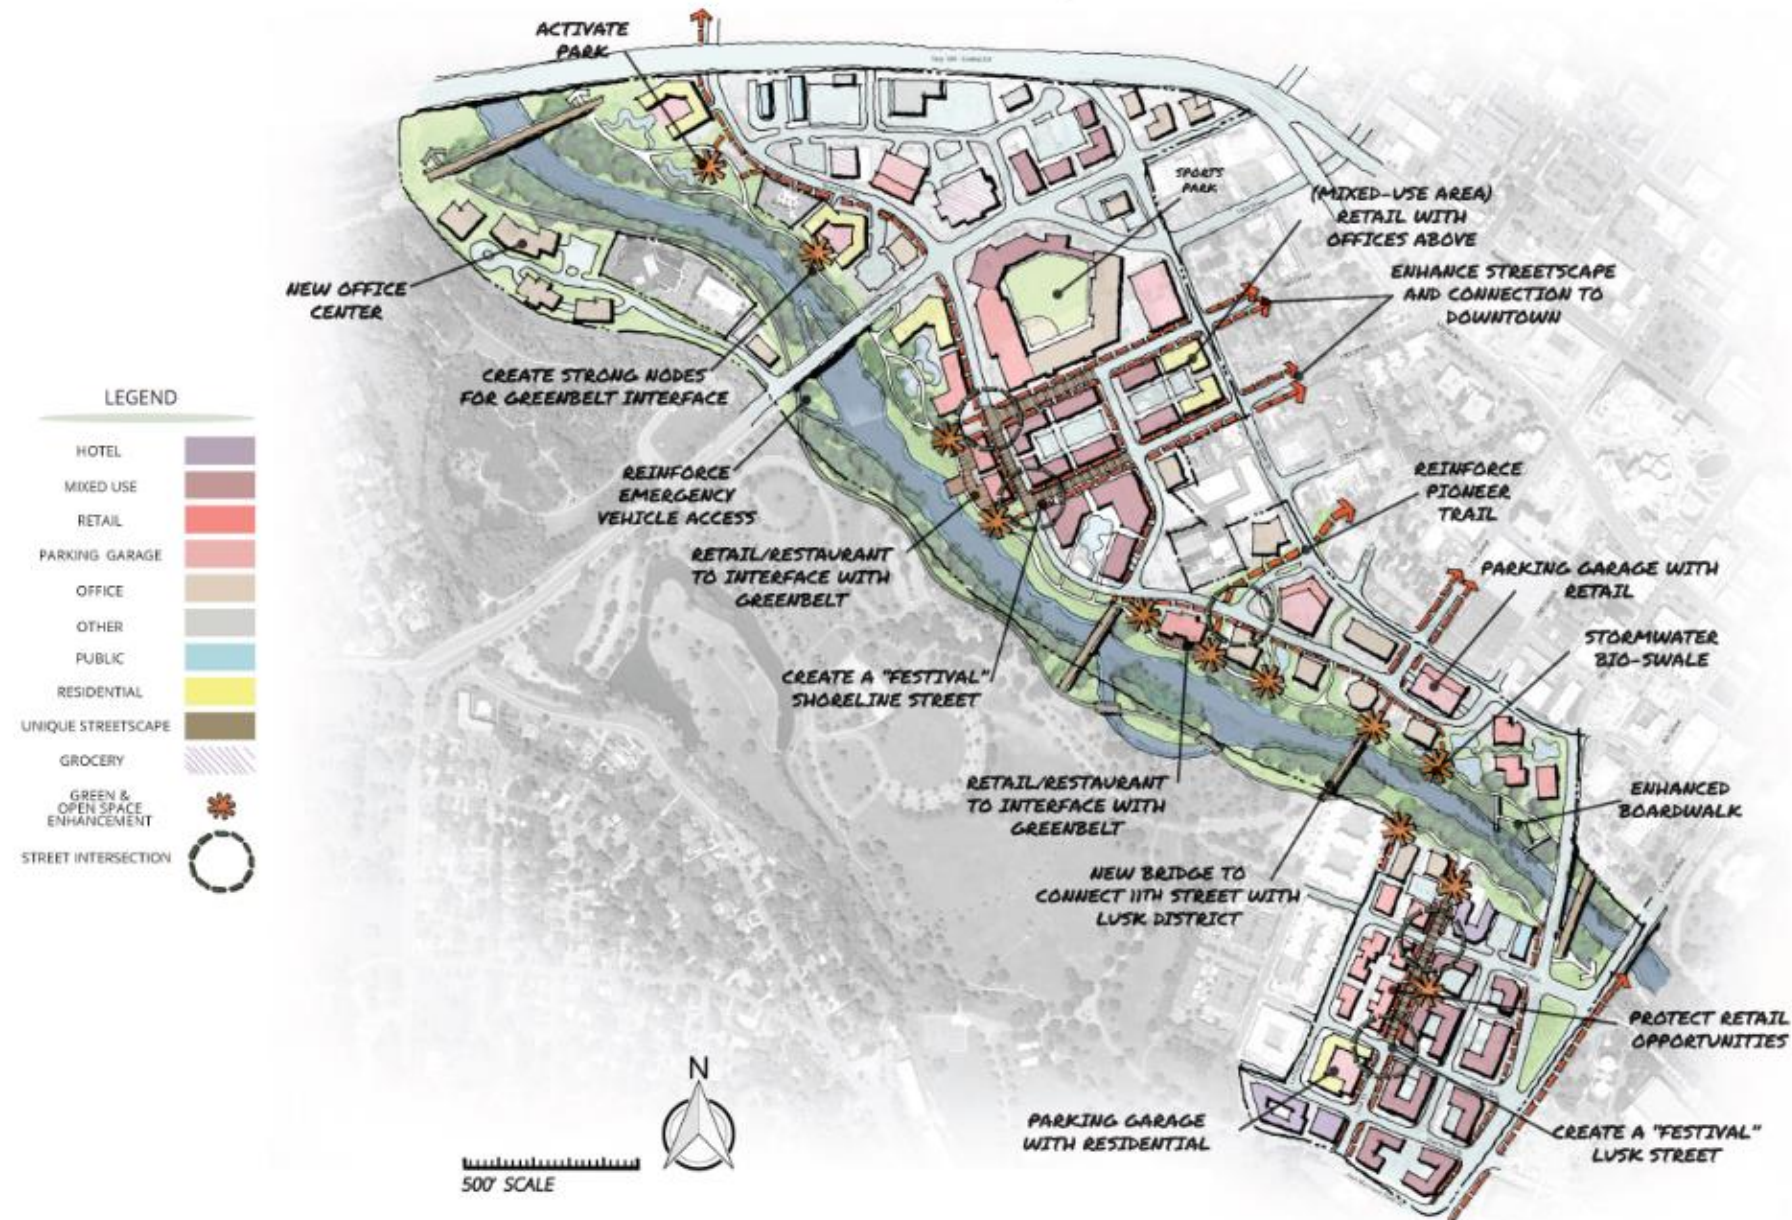 ACTIVATE
PARK
SPORTS
PARK
(MIXED-USE AREA)
RETAIL WITH
OFFICES ABOVE
ENHANCE STREETSCAPE
AND CONNECTION TO
DOWNTOWN
NEW OFFICE
CENTER
CREATE STRONG NODES
FOR GREENBELT INTERFACE
REINFORCE
EMERGENCY
VEHICLE ACCESS
REINFORCE
PIONEER
TRAIL
RETAIL/RESTAURANT
TO INTERFACE WITH
GREENBELT
PARKING GARAGE WITH
RETAIL
STORMWATER
BIO-SWALE
CREATE A "FESTIVAL"
SHORELINE STREET
RETAIL/RESTAURANT
TO INTERFACE WITH
GREENBELT
ENHANCED
BOARDWALK
NEW BRIDGE TO
CONNECT 11TH STREET WITH
LUSK DISTRICT
PROTECT RETAIL
OPPORTUNITIES
PARKING GARAGE
WITH RESIDENTIAL
CREATE A "FESTIVAL"
LUSK STREET
LEGEND
HOTEL
MIXED USE
RETAIL
PARKING GARAGE
OFFICE
OTHER
PUBLIC
RESIDENTIAL
UNIQUE STREETSCAPE
GROCERY
GREEN &
OPEN SPACE
ENHANCEMENT
STREET INTERSECTION
N
500' SCALE